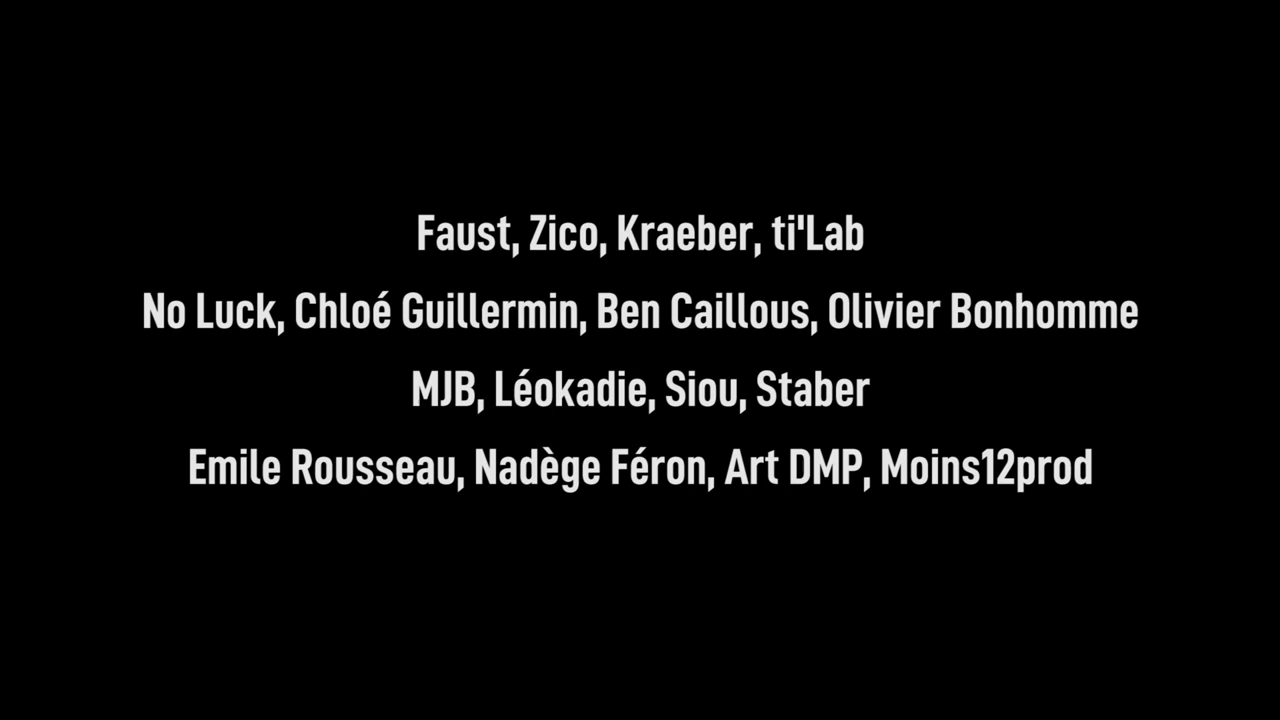 Faust, Zico, Kraeber, ti'Lab
No Luck, Chloé Guillermin, Ben Caillous, Olivier Bonhomme
MJB, Léokadie, Siou, Staber
Emile Rousseau, Nadège Féron, Art DMP, Moins12prod